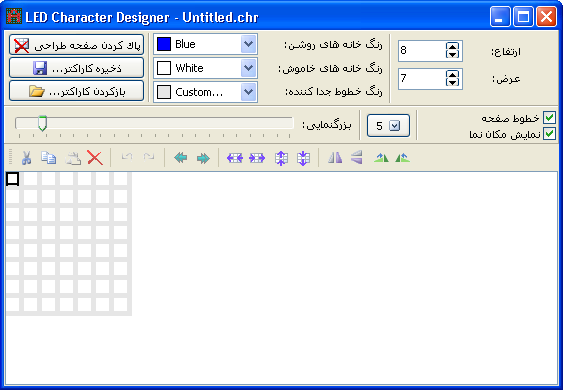 LED Character Designer - Untitled.chr
پاک کردن صفحه طراحی
ذخیره کاراکتر...
بازکردن کاراکتر...
رنگ خانه های روشن:
Blue
رنگ خانه های خاموش:
White
رنگ خطوط جدا کننده:
Custom...
ارتفاع:
8
عرض:
7
بزرگنمایی:
5
خطوط صفحه
نمایش مکان نما